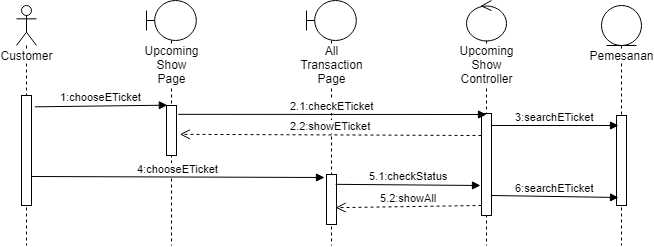 Customer
Upcoming
Show
Page
All
Transaction
Page
Upcoming
Show
Controller
Pemesanan
1:chooseETicket
2.1:checkETicket
3:searchETicket
2.2:showETicket
4:chooseETicket
5.1:checkStatus
6:searchETicket
5.2:showAll